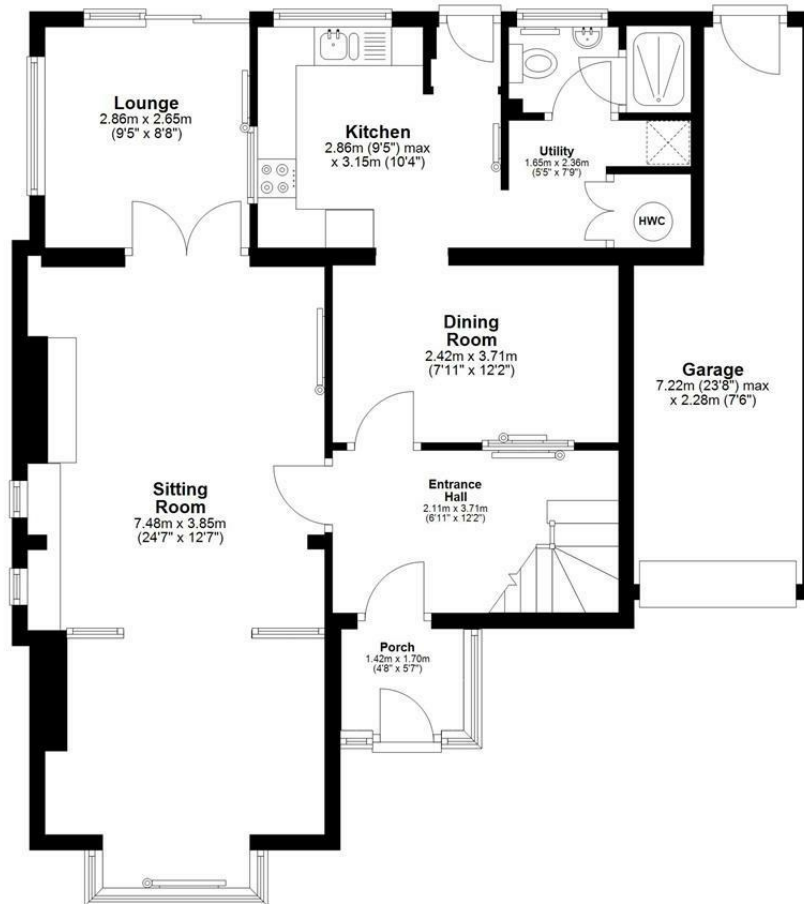 Lounge
2.86m x 2.65m
(9'5" x 8'8")
Kitchen
2.86m (9'5") max
x 3.15m (10'4")
Utility
1.65m x 2.36m
(5'5" x 7'9")
HWC
Dining
Room
2.42m x 3.71m
(7'11" x 12'2")
Garage
7.22m (23'8") max
x 2.28m (7'6")
Sitting
Room
7.48m x 3.85m
(24'7" x 12'7")
Entrance
Hall
2.11m x 3.71m
(6'11" x 12'2")
Porch
1.42m x 1.70m
(4'8" x 5'7")